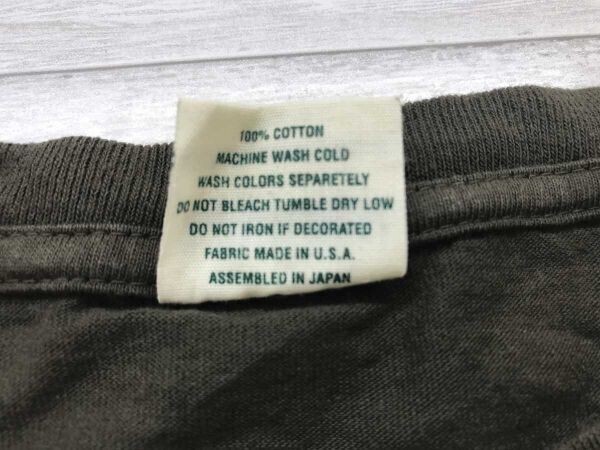 100% COTTON
MACHINE WASH COLD
WASH COLORS SEPARETELY
DO NOT BLEACH TUMBLE DRY LOW
DO NOT IRON IF DECORATED
FABRIC MADE IN U.S.A.
ASSEMBLED IN JAPAN